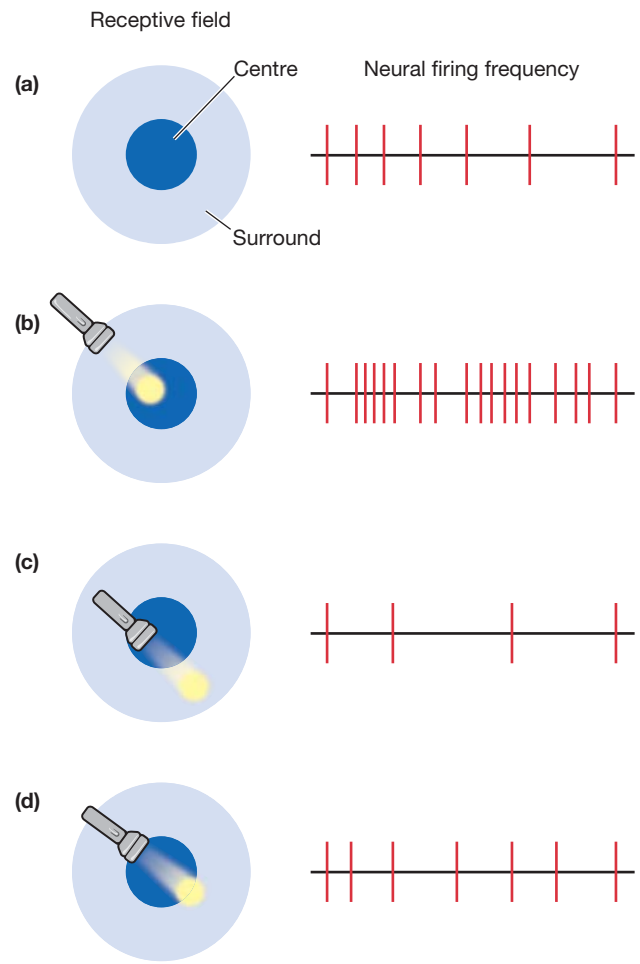 Receptive field
Neural firing frequency
(a)
Centre
Surround
(b)
(c)
(d)